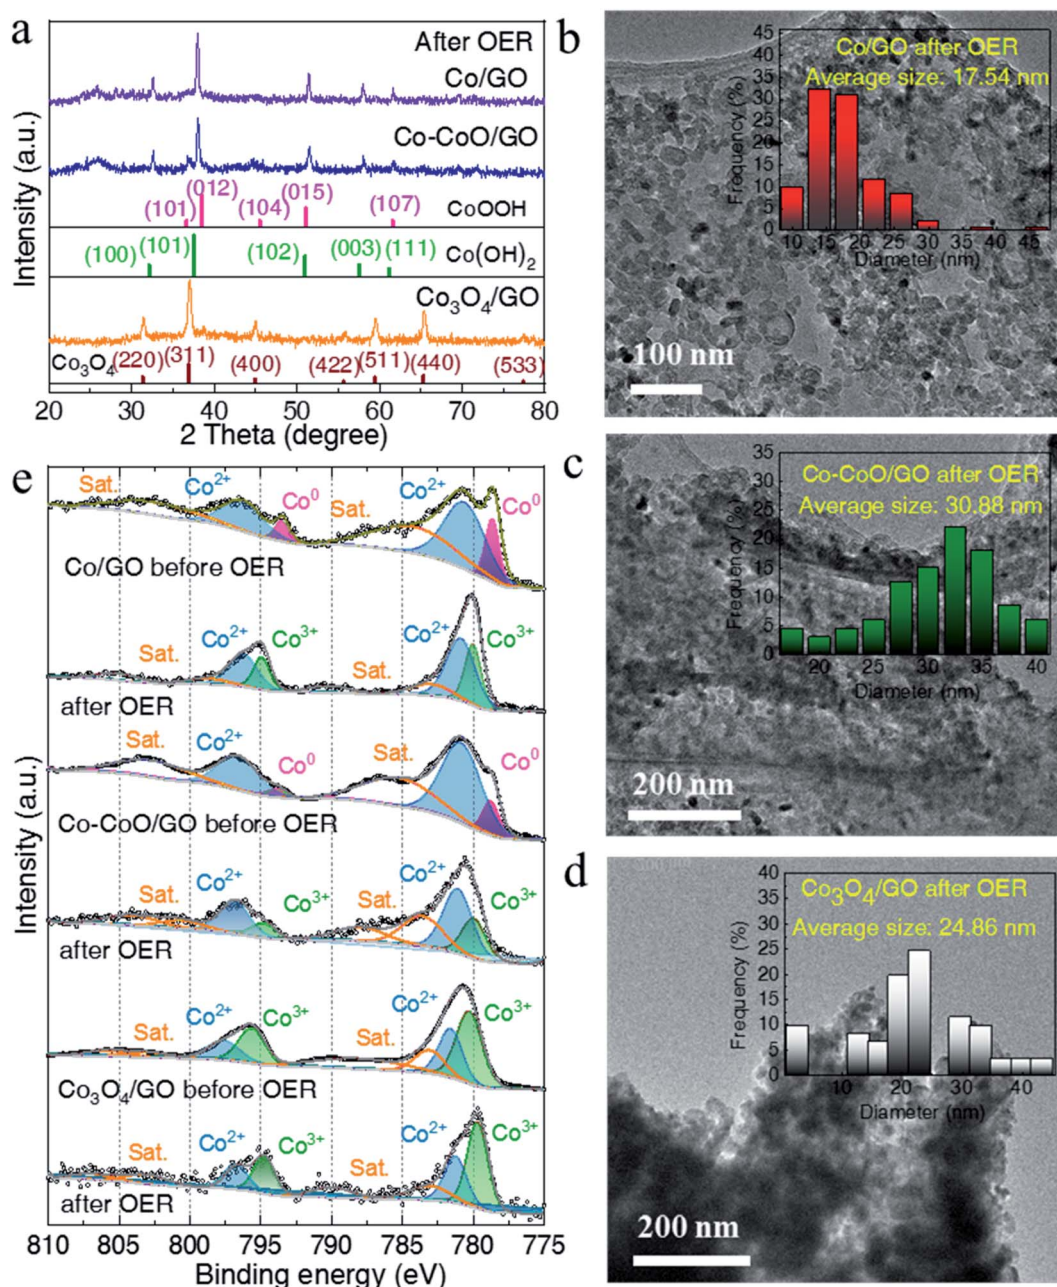 a
After OER
Co/GO
Co-CoO/GO
(012)
(015)
(101)
(104)
(107)
CoOOH
(100)
(101)
(102)
(003)
(111)
Co(OH)₂
Co₃O₄/GO
Co₃O₄
(220)
(311)
(400)
(422)
(511)
(440)
(533)
20 30 40 50 60 70 80
2 Theta (degree)
Intensity (a.u.)
b
Co/GO after OER
Average size: 17.54 nm
45
40
35
30
25
20
15
10
5
0
Frequency (%)
10 15 20 25 30 35 40 45
Diameter (nm)
100 nm
c
Co-CoO/GO after OER
Average size: 30.88 nm
35
30
25
20
15
10
5
0
Frequency (%)
20 25 30 35 40
Diameter (nm)
200 nm
d
Co₃O₄/GO after OER
Average size: 24.86 nm
40
35
30
25
20
15
10
5
0
Frequency (%)
10 20 30 40
Diameter (nm)
200 nm
e
Sat. Co²⁺ Co⁰ Sat. Co²⁺ Co⁰
Co/GO before OER
Sat. Co²⁺ Co³⁺ Sat. Co²⁺ Co³⁺
after OER
Sat. Co²⁺ Co⁰ Sat. Co²⁺ Co⁰
Co-CoO/GO before OER
Sat. Co²⁺ Co³⁺ Sat. Co²⁺ Co³⁺
after OER
Sat. Co²⁺ Co³⁺ Sat. Co²⁺ Co³⁺
Co₃O₄/GO before OER
Sat. Co²⁺ Co³⁺ Sat. Co²⁺ Co³⁺
after OER
810 805 800 795 790 785 780 775
Binding energy (eV)
Intensity (a.u.)